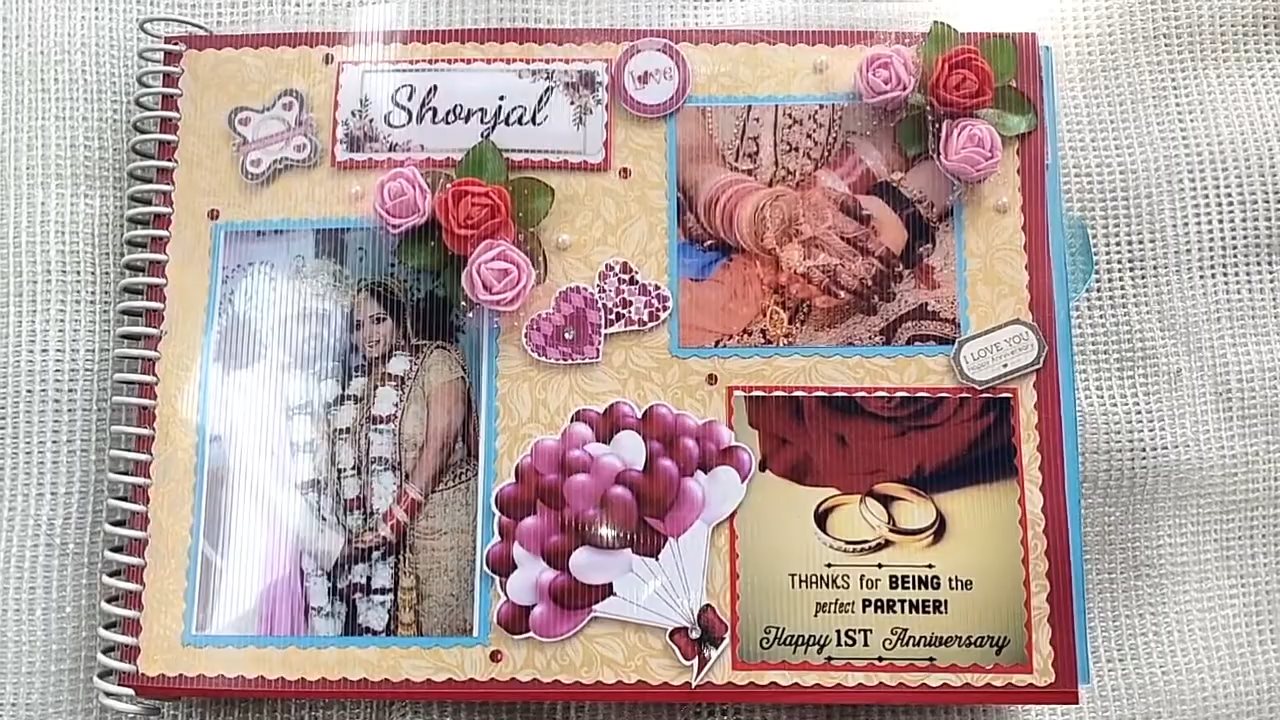 Shonjal
LOVE
I LOVE YOU
THANKS for BEING the
perfect PARTNER!
Happy 1ST Anniversary